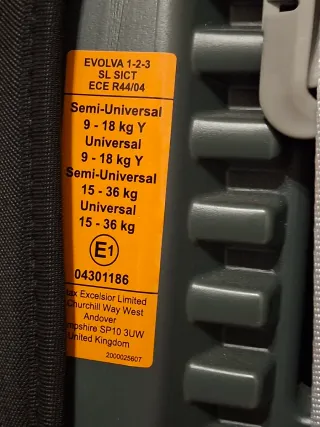 EVOLVA 1-2-3
SL SICT
ECE R44/04
Semi-Universal
9 - 18 kg Y
Universal
9 - 18 kg Y
Semi-Universal
15 - 36 kg
Universal
15 - 36 kg
E1
04301186
ax Excelsior Limited
Churchill Way West
Andover
mpshire SP10 3UW
United Kingdom
2000025607